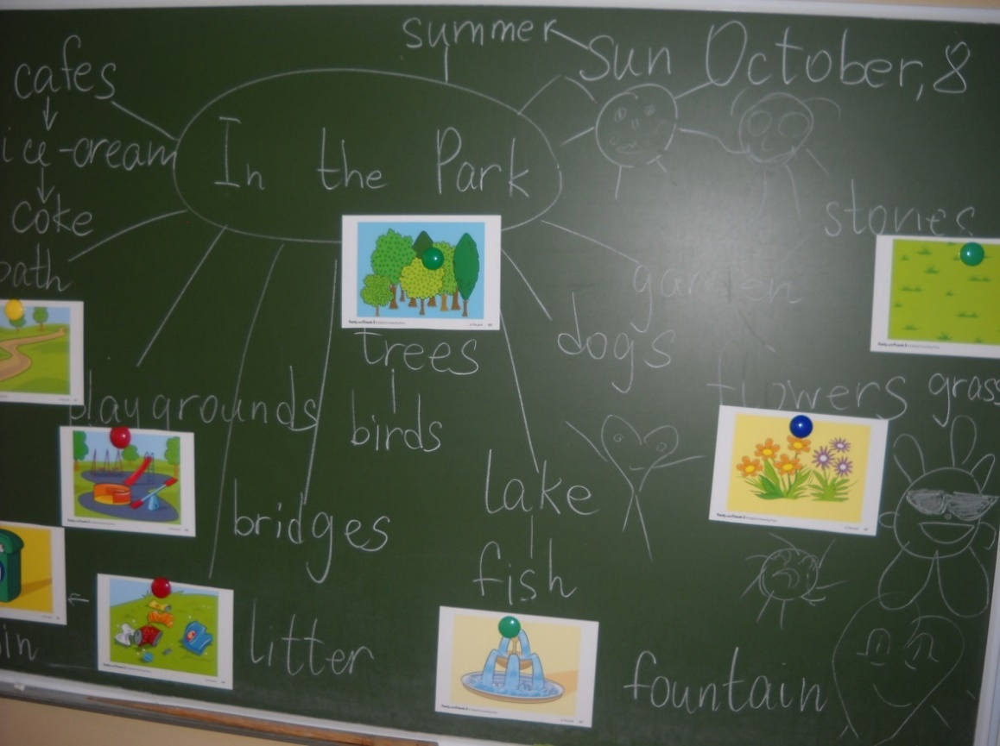 summer
sun October, 8
cafes
ice-cream
In the Park
coke
stones
path
garden
trees
dogs
flowers grass
playgrounds
birds
lake
bridges
fish
litter
fountain